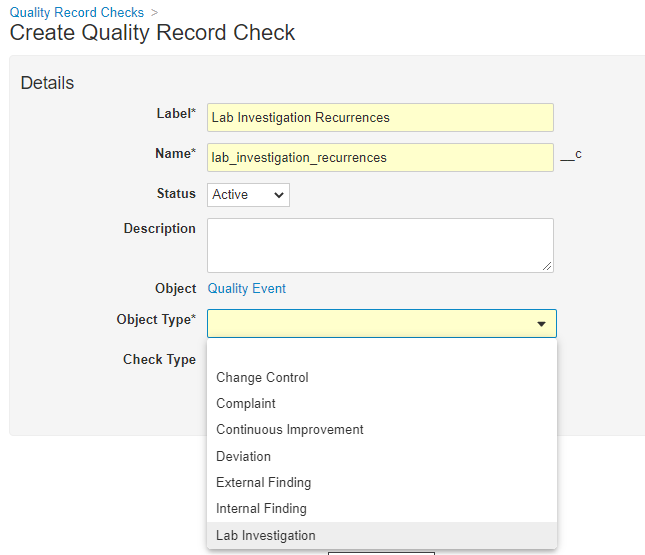 Quality Record Checks >
Create Quality Record Check
Details
Label* Lab Investigation Recurrences
Name* lab_investigation_recurrences __c
Status Active
Description
Object Quality Event
Object Type*
Check Type
Change Control
Complaint
Continuous Improvement
Deviation
External Finding
Internal Finding
Lab Investigation